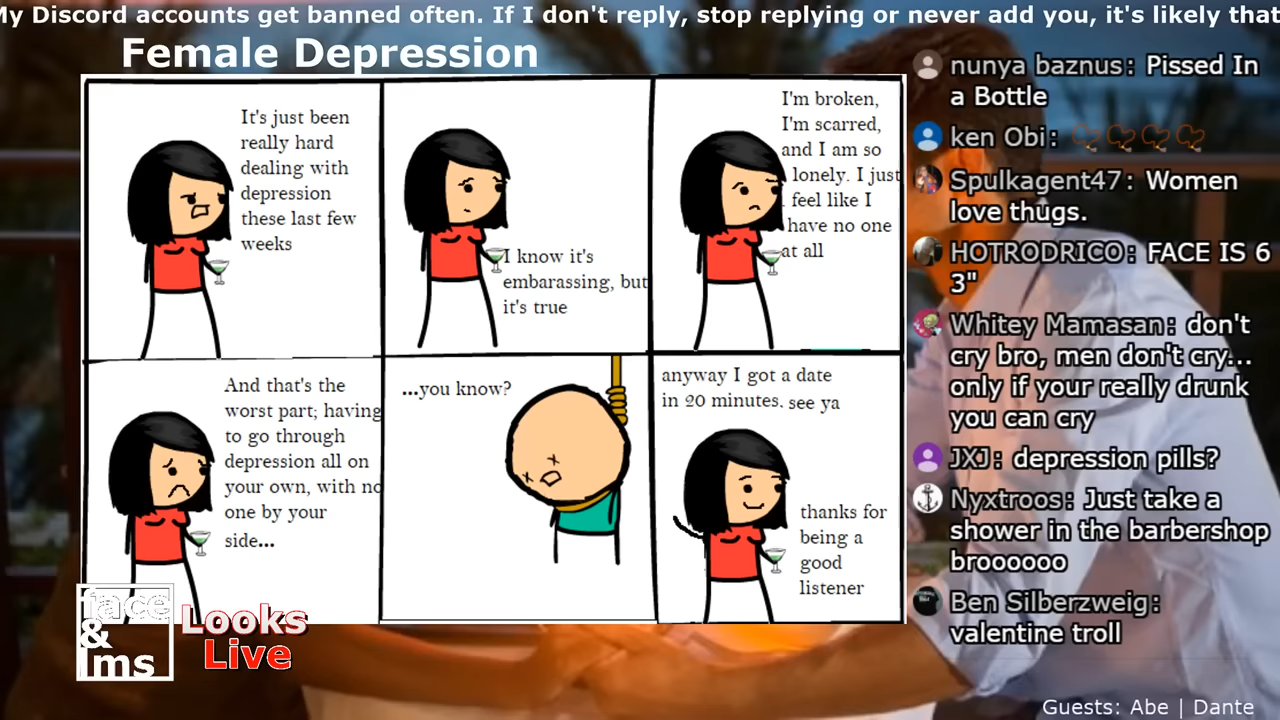 My Discord accounts get banned often. If I don't reply, stop replying or never add you, it's likely that
Female Depression
It's just been
really hard
dealing with
depression
these last few
weeks
I know it's
embarassing, but
it's true
I'm broken,
I'm scarred,
and I am so
lonely. I just
feel like I
have no one
at all
And that's the
worst part; having
to go through
depression all on
your own, with no
one by your
side...
...you know?
anyway I got a date
in 20 minutes. see ya
thanks for
being a
good
listener
face
&
lms
Looks
Live
nunya baznus: Pissed In
a Bottle
ken Obi:
Spulkagent47: Women
love thugs.
HOTRODRICO: FACE IS 6
3"
Whitey Mamasan: don't
cry bro, men don't cry...
only if your really drunk
you can cry
JXJ: depression pills?
Nyxtroos: Just take a
shower in the barbershop
broooooo
Ben Silberzweig:
valentine troll
Guests: Abe | Dante